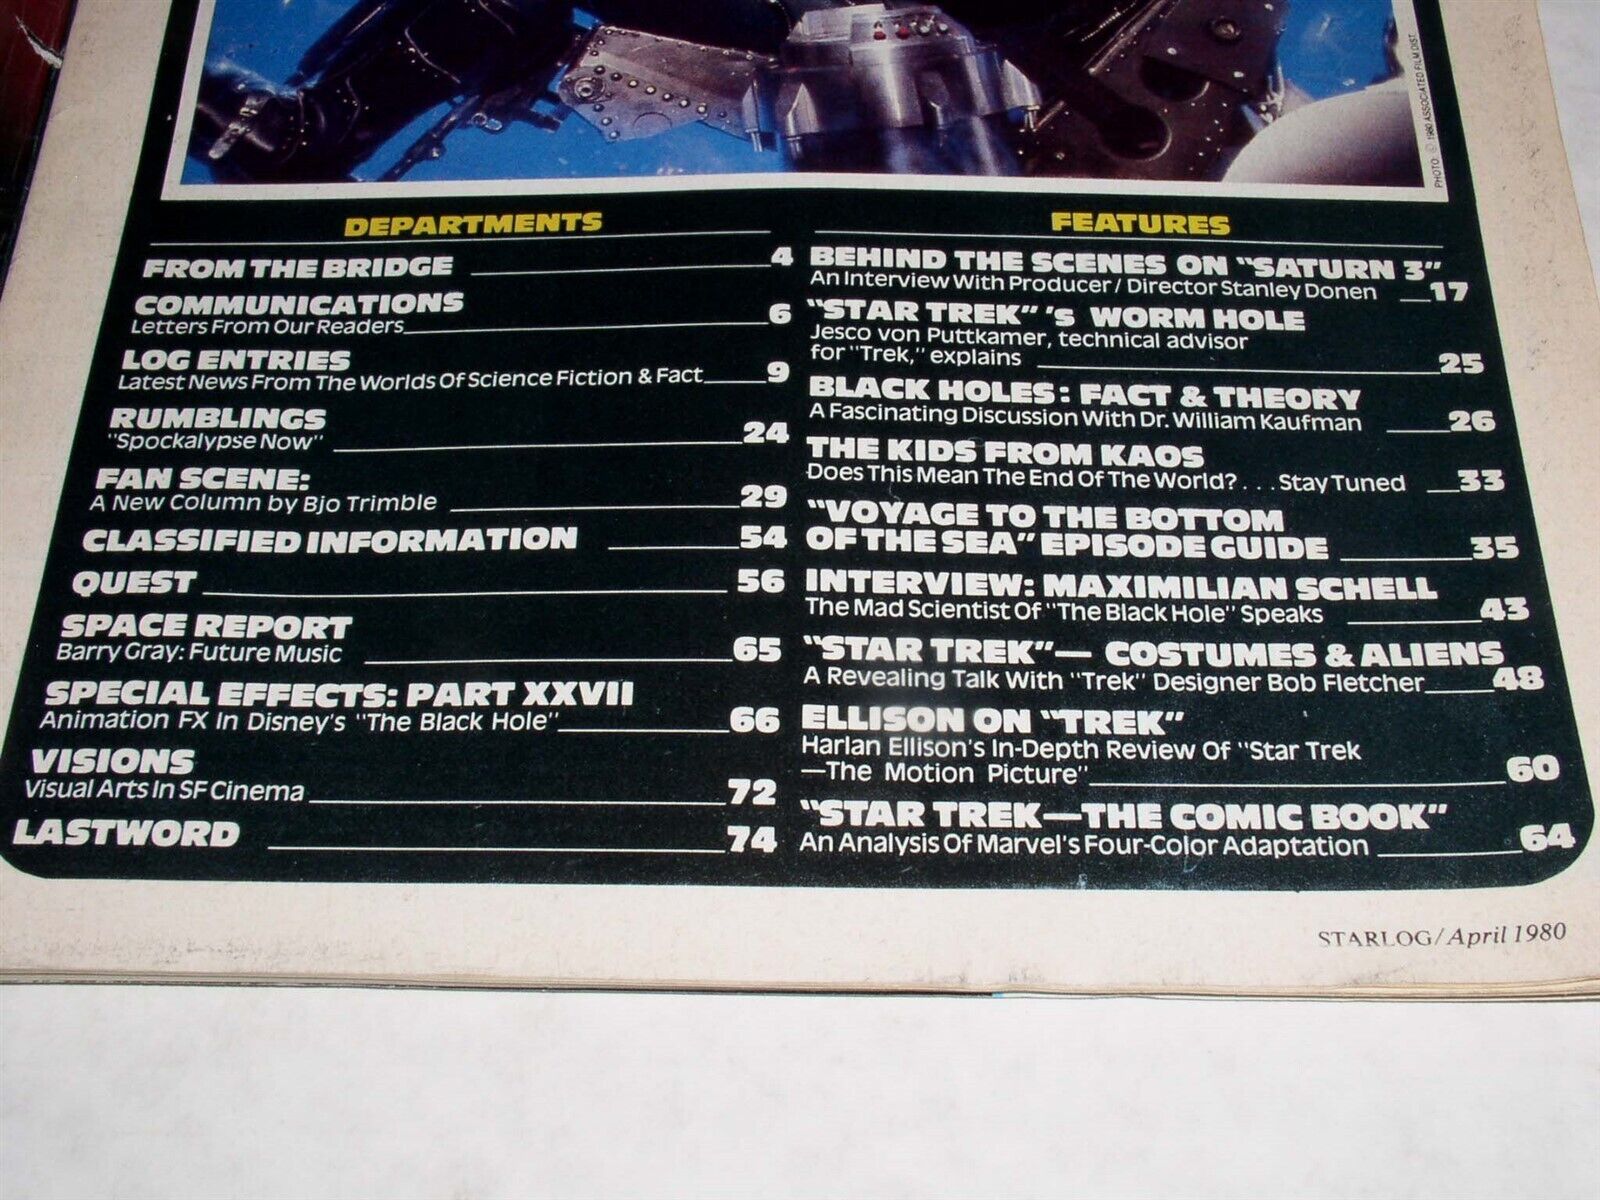 PHOTO: © 1980 ASSOCIATED FILM DIST.
DEPARTMENTS
FROM THE BRIDGE 4
COMMUNICATIONS
Letters From Our Readers 6
LOG ENTRIES
Latest News From The Worlds Of Science Fiction & Fact 9
RUMBLINGS
"Spockalypse Now" 24
FAN SCENE:
A New Column by Bjo Trimble 29
CLASSIFIED INFORMATION 54
QUEST 56
SPACE REPORT
Barry Gray: Future Music 65
SPECIAL EFFECTS: PART XXVII
Animation FX In Disney's "The Black Hole" 66
VISIONS
Visual Arts In SF Cinema 72
LASTWORD 74
FEATURES
BEHIND THE SCENES ON "SATURN 3"
An Interview With Producer/Director Stanley Donen 17
"STAR TREK"'s WORM HOLE
Jesco von Puttkamer, technical advisor
for "Trek," explains 25
BLACK HOLES: FACT & THEORY
A Fascinating Discussion With Dr. William Kaufman 26
THE KIDS FROM KAOS
Does This Mean The End Of The World? . . . Stay Tuned 33
"VOYAGE TO THE BOTTOM
OF THE SEA" EPISODE GUIDE 35
INTERVIEW: MAXIMILIAN SCHELL
The Mad Scientist Of "The Black Hole" Speaks 43
"STAR TREK"— COSTUMES & ALIENS
A Revealing Talk With "Trek" Designer Bob Fletcher 48
ELLISON ON "TREK"
Harlan Ellison's In-Depth Review Of "Star Trek
—The Motion Picture" 60
"STAR TREK—THE COMIC BOOK"
An Analysis Of Marvel's Four-Color Adaptation 64
STARLOG/April 1980